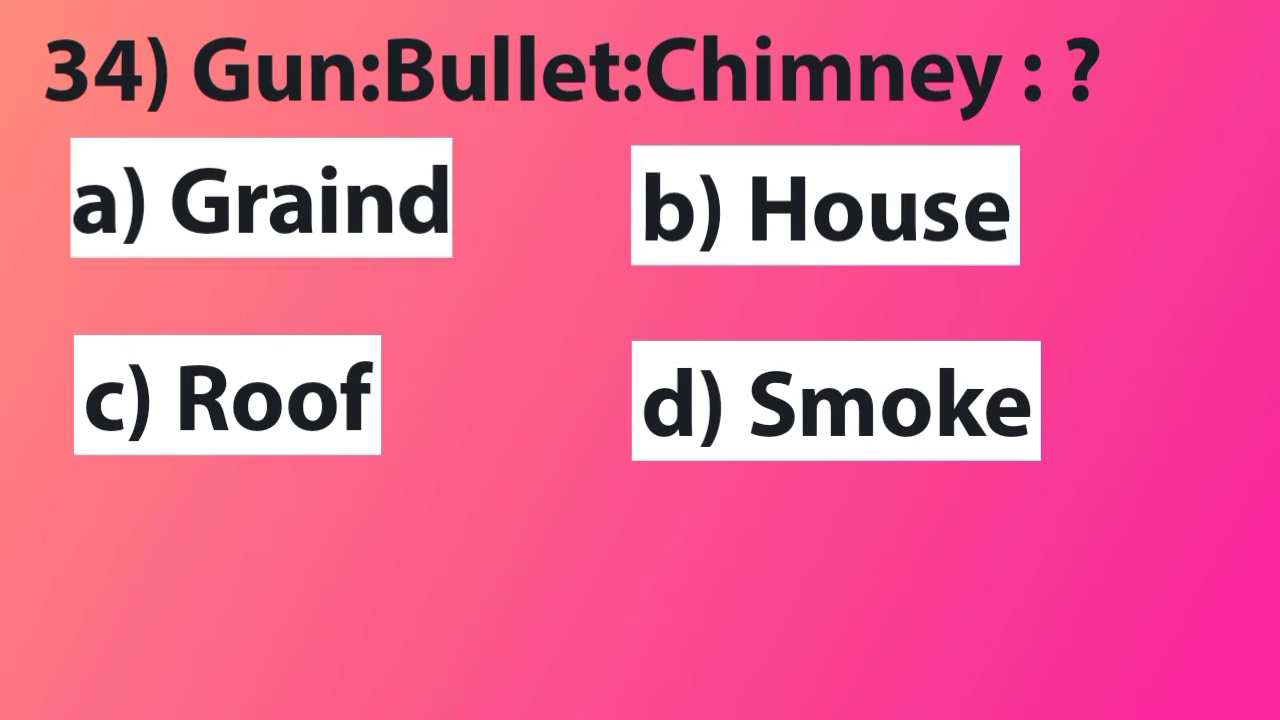 34) Gun:Bullet:Chimney : ?
a) Graind
b) House
c) Roof
d) Smoke